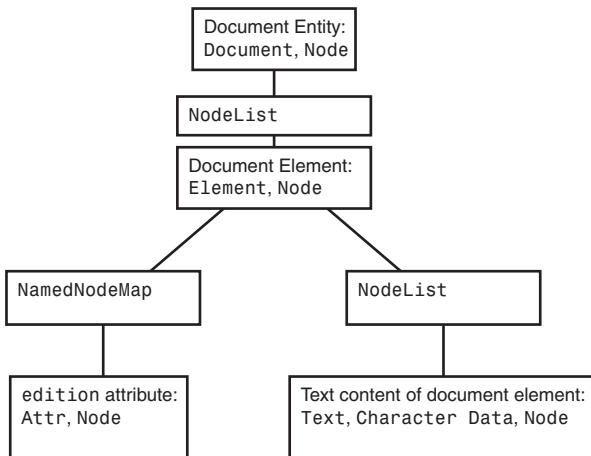 Document Entity:
Document, Node
NodeList
Document Element:
Element, Node
NamedNodeMap
NodeList
edition attribute:
Attr, Node
Text content of document element:
Text, Character Data, Node